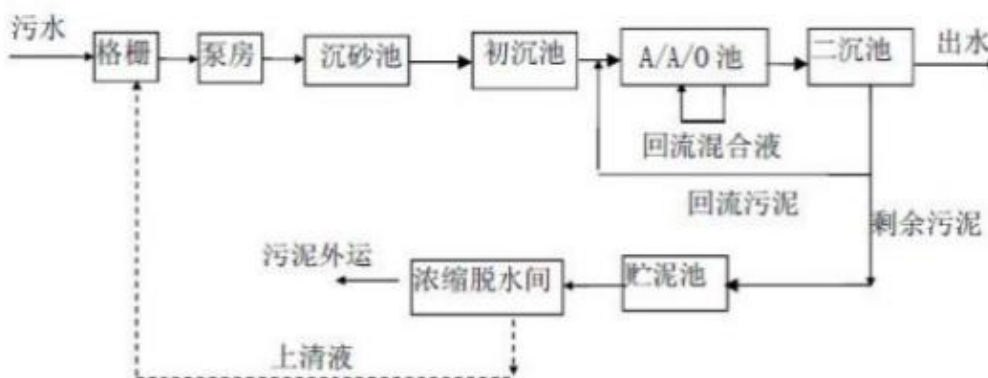 污水
格栅
泵房
沉砂池
初沉池
A/A/O 池
二沉池
出水
回流混合液
回流污泥
剩余污泥
污泥外运
浓缩脱水间
贮泥池
上清液